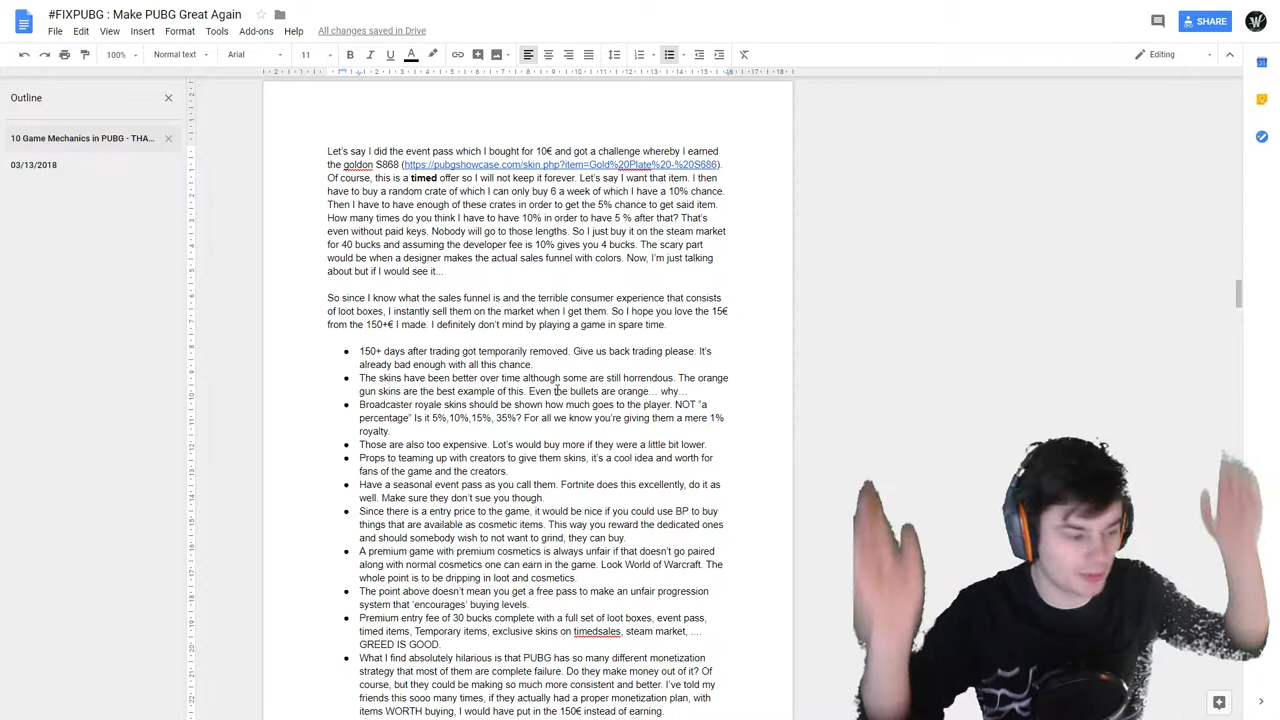 #FIXPUBG : Make PUBG Great Again
File Edit View Insert Format Tools Add-ons Help All changes saved in Drive
SHARE
100% Normal text Arial 11 Editing
Outline
10 Game Mechanics in PUBG - THA...
03/13/2018
Let's say I did the event pass which I bought for 10€ and got a challenge whereby I earned
the goldon S868 (https://pubgshowcase.com/skin.php?item=Gold%20Plate%20-%20S686).
Of course, this is a timed offer so I will not keep it forever. Let's say I want that item. I then
have to buy a random crate of which I can only buy 6 a week of which I have a 10% chance.
Then I have to have enough of these crates in order to get the 5% chance to get said item.
How many times do you think I have to have 10% in order to have 5 % after that? That's
even without paid keys. Nobody will go to those lengths. So I just buy it on the steam market
for 40 bucks and assuming the developer fee is 10% gives you 4 bucks. The scary part
would be when a designer makes the actual sales funnel with colors. Now, I'm just talking
about but if I would see it...
So since I know what the sales funnel is and the terrible consumer experience that consists
of loot boxes, I instantly sell them on the market when I get them. So I hope you love the 15€
from the 150+€ I made. I definitely don't mind by playing a game in spare time.
● 150+ days after trading got temporarily removed. Give us back trading please. It's
already bad enough with all this chance.
● The skins have been better over time although some are still horrendous. The orange
gun skins are the best example of this. Even the bullets are orange... why...
● Broadcaster royale skins should be shown how much goes to the player. NOT "a
percentage" Is it 5%,10%,15%, 35%? For all we know you're giving them a mere 1%
royalty.
● Those are also too expensive. Lot's would buy more if they were a little bit lower.
● Props to teaming up with creators to give them skins, it's a cool idea and worth for
fans of the game and the creators.
● Have a seasonal event pass as you call them. Fortnite does this excellently, do it as
well. Make sure they don't sue you though.
● Since there is a entry price to the game, it would be nice if you could use BP to buy
things that are available as cosmetic items. This way you reward the dedicated ones
and should somebody wish to not want to grind, they can buy.
● A premium game with premium cosmetics is always unfair if that doesn't go paired
along with normal cosmetics one can earn in the game. Look World of Warcraft. The
whole point is to be dripping in loot and cosmetics.
● The point above doesn't mean you get a free pass to make an unfair progression
system that 'encourages' buying levels.
● Premium entry fee of 30 bucks complete with a full set of loot boxes, event pass,
timed items, Temporary items, exclusive skins on timedsales, steam market, ....
GREED IS GOOD.
● What I find absolutely hilarious is that PUBG has so many different monetization
strategy that most of them are complete failure. Do they make money out of it? Of
course, but they could be making so much more consistent and better. I've told my
friends this sooo many times, if they actually had a proper monetization plan, with
items WORTH buying, I would have put in the 150€ instead of earning.